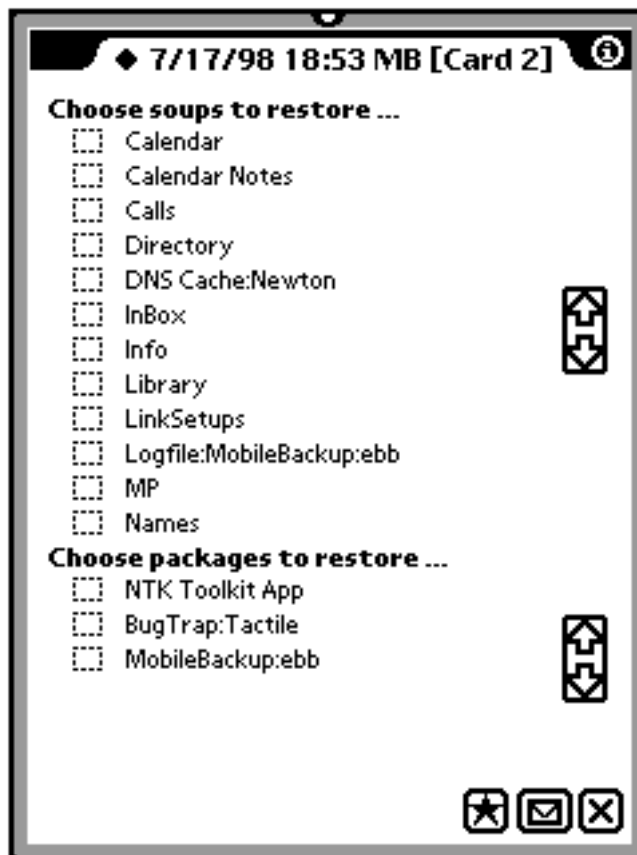 7/17/98 18:53 MB [Card 2]
Choose soups to restore ...
Calendar
Calendar Notes
Calls
Directory
DNS Cache:Newton
InBox
Info
Library
LinkSetups
Logfile:MobileBackup:ebb
MP
Names
Choose packages to restore ...
NTK Toolkit App
BugTrap:Tactile
MobileBackup:ebb